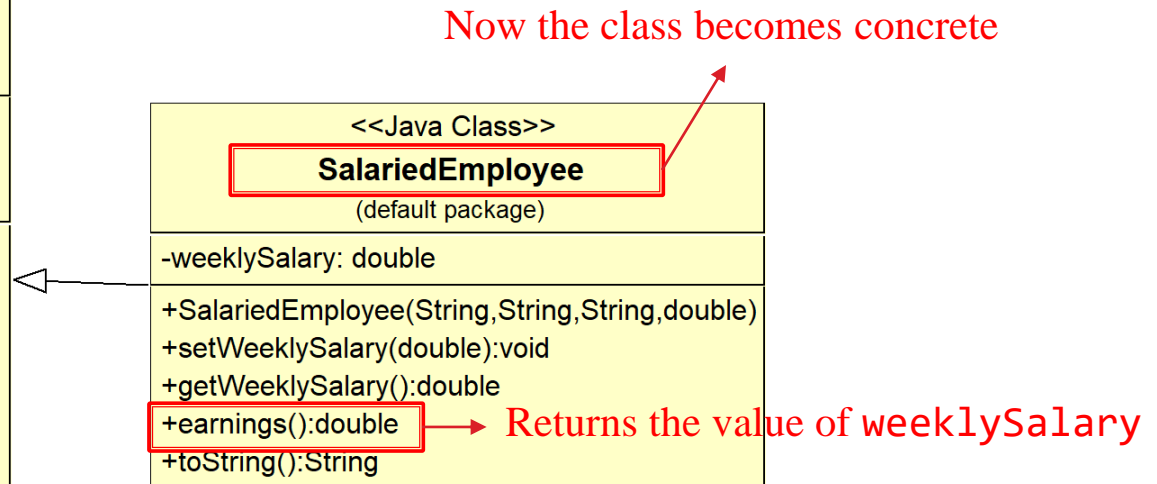 Now the class becomes concrete
<<Java Class>>
SalariedEmployee
(default package)
-weeklySalary: double
+SalariedEmployee(String,String,String,double)
+setWeeklySalary(double):void
+getWeeklySalary():double
+earnings():double
Returns the value of weeklySalary
+toString():String